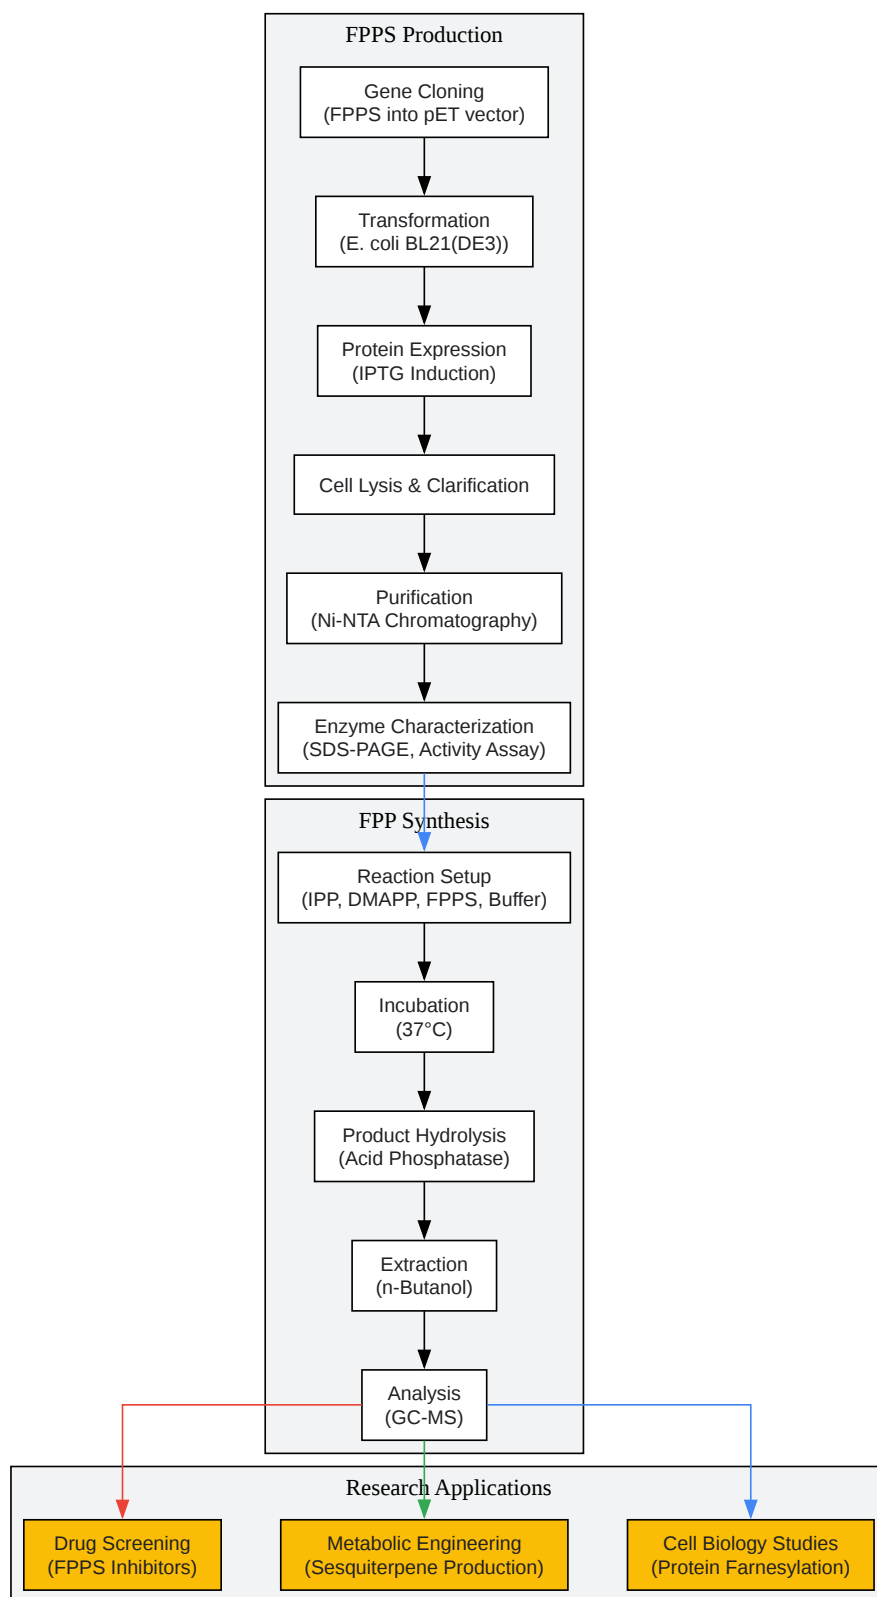 FPPS Production
Gene Cloning
(FPPS into pET vector)
Transformation
(E. coli BL21(DE3))
Protein Expression
(IPTG Induction)
Cell Lysis & Clarification
Purification
(Ni-NTA Chromatography)
Enzyme Characterization
(SDS-PAGE, Activity Assay)
FPP Synthesis
Reaction Setup
(IPP, DMAPP, FPPS, Buffer)
Incubation
(37°C)
Product Hydrolysis
(Acid Phosphatase)
Extraction
(n-Butanol)
Analysis
(GC-MS)
Research Applications
Drug Screening
(FPPS Inhibitors)
Metabolic Engineering
(Sesquiterpene Production)
Cell Biology Studies
(Protein Farnesylation)